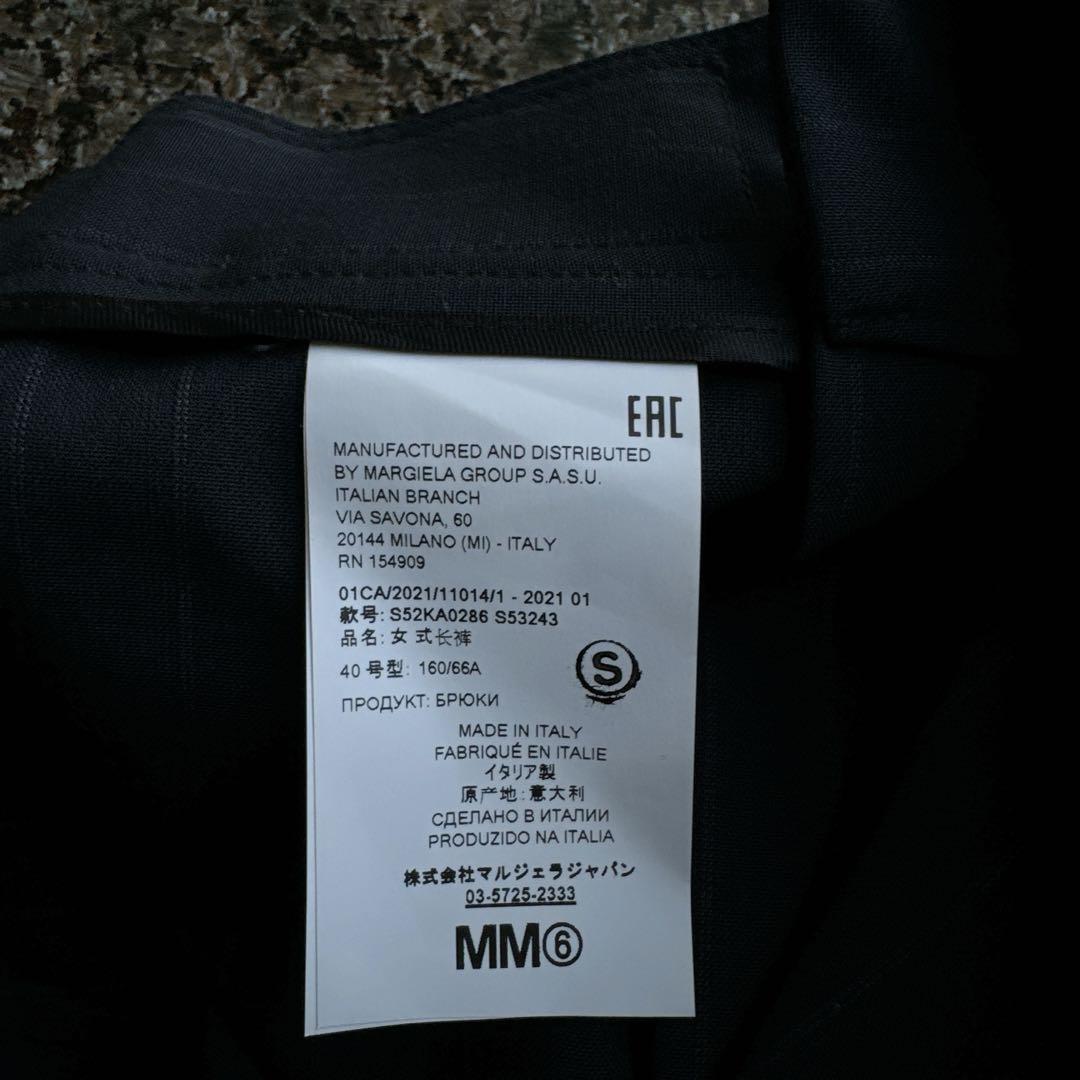 EAC
MANUFACTURED AND DISTRIBUTED
BY MARGIELA GROUP S.A.S.U.
ITALIAN BRANCH
VIA SAVONA, 60
20144 MILANO (MI) - ITALY
RN 154909
01CA/2021/11014/1 - 2021 01
款号: S52KA0286 S53243
品名: 女 式长裤
40 号型: 160/66A
S
ПРОДУКТ: БРЮКИ
MADE IN ITALY
FABRIQUÉ EN ITALIE
イタリア製
原产地: 意大利
СДЕЛАНО В ИТАЛИИ
PRODUZIDO NA ITALIA
株式会社マルジェラジャパン
03-5725-2333
MM⑥